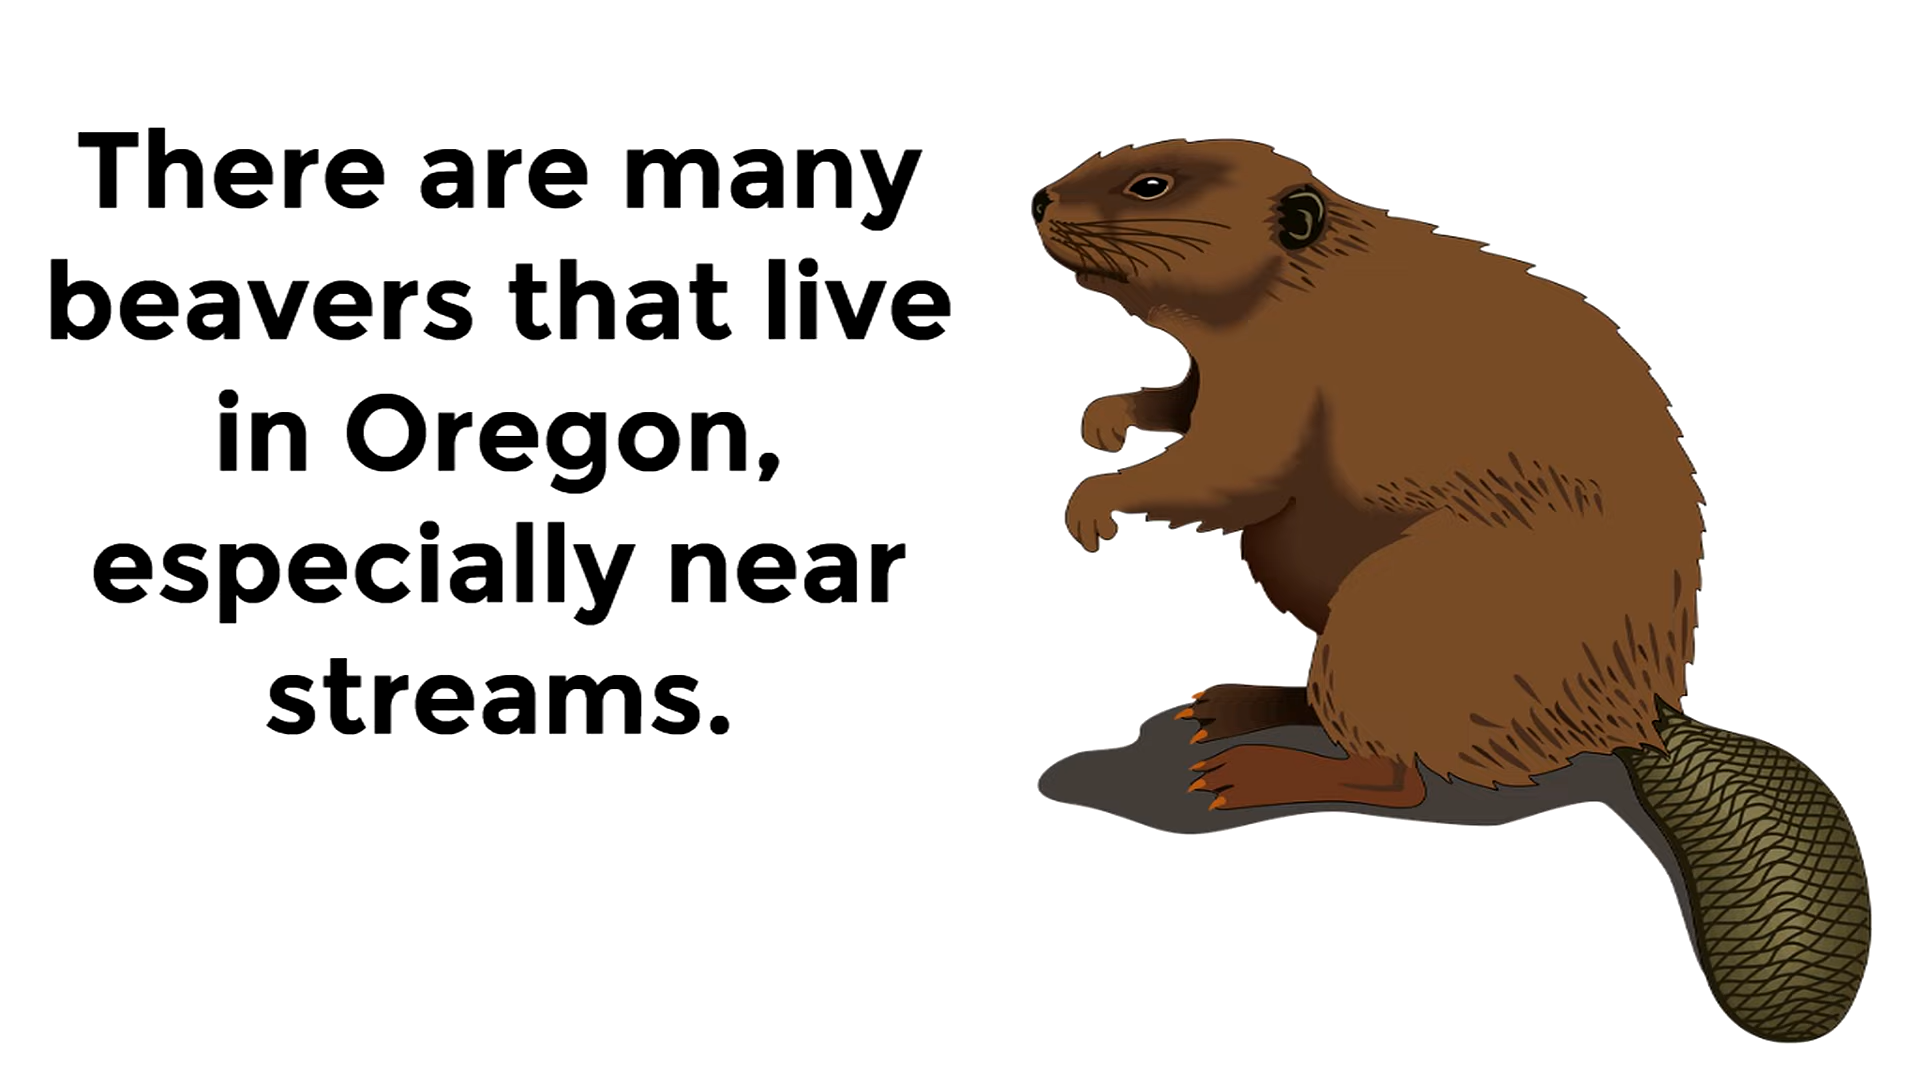 There are many
beavers that live
in Oregon,
especially near
streams.